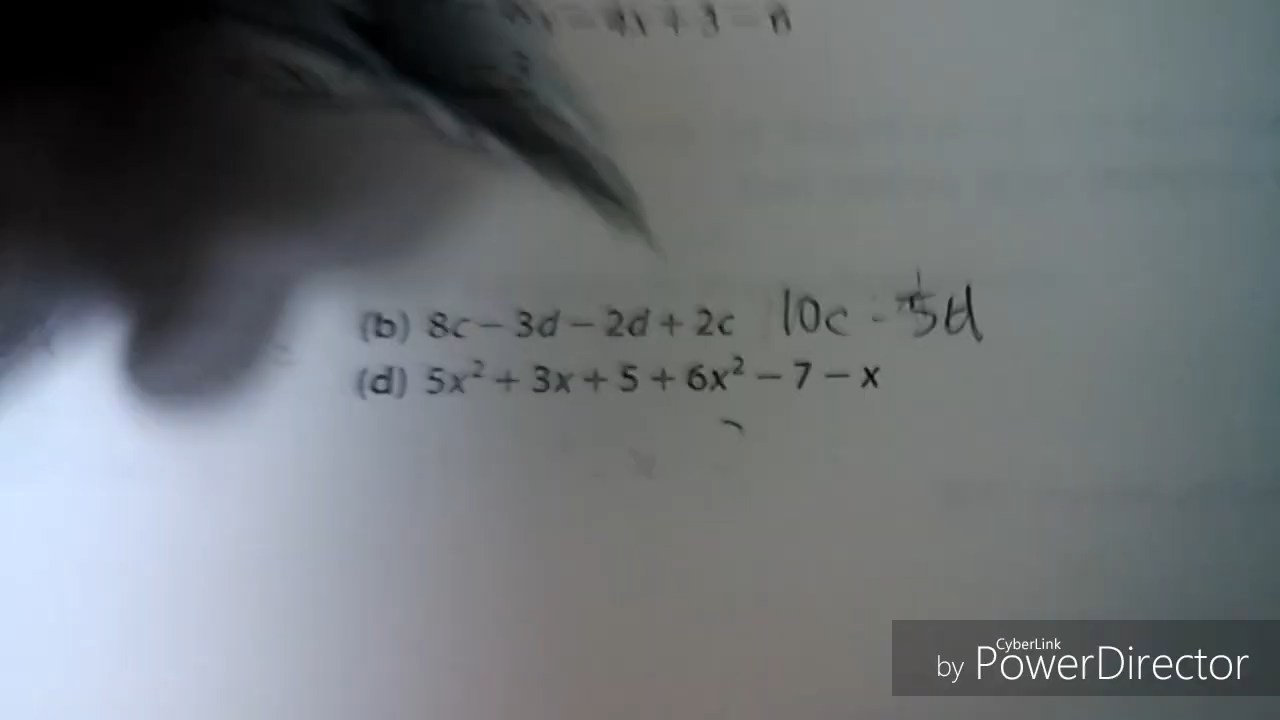 (b) 8c − 3d − 2d + 2c 10c - 5d
(d) 5x² + 3x + 5 + 6x² − 7 − x
CyberLink
by PowerDirector